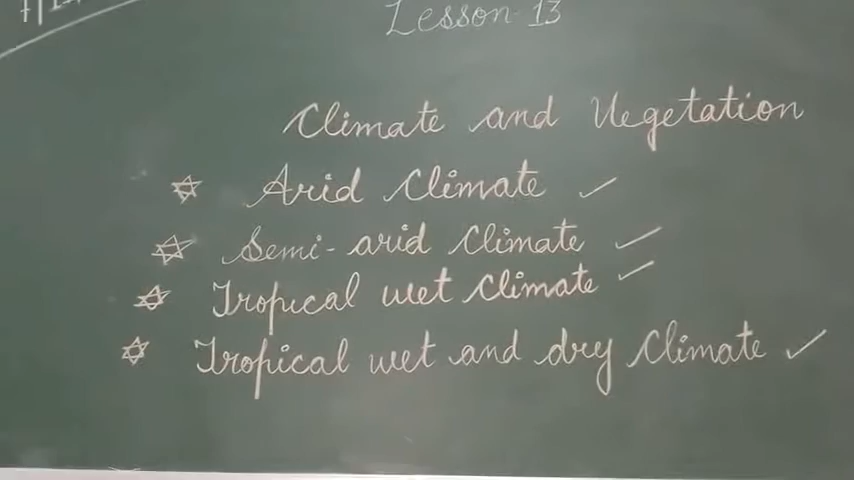 Lesson-13
Climate and Vegetation
Arid Climate
Semi-arid Climate
Tropical wet Climate
Tropical wet and dry Climate